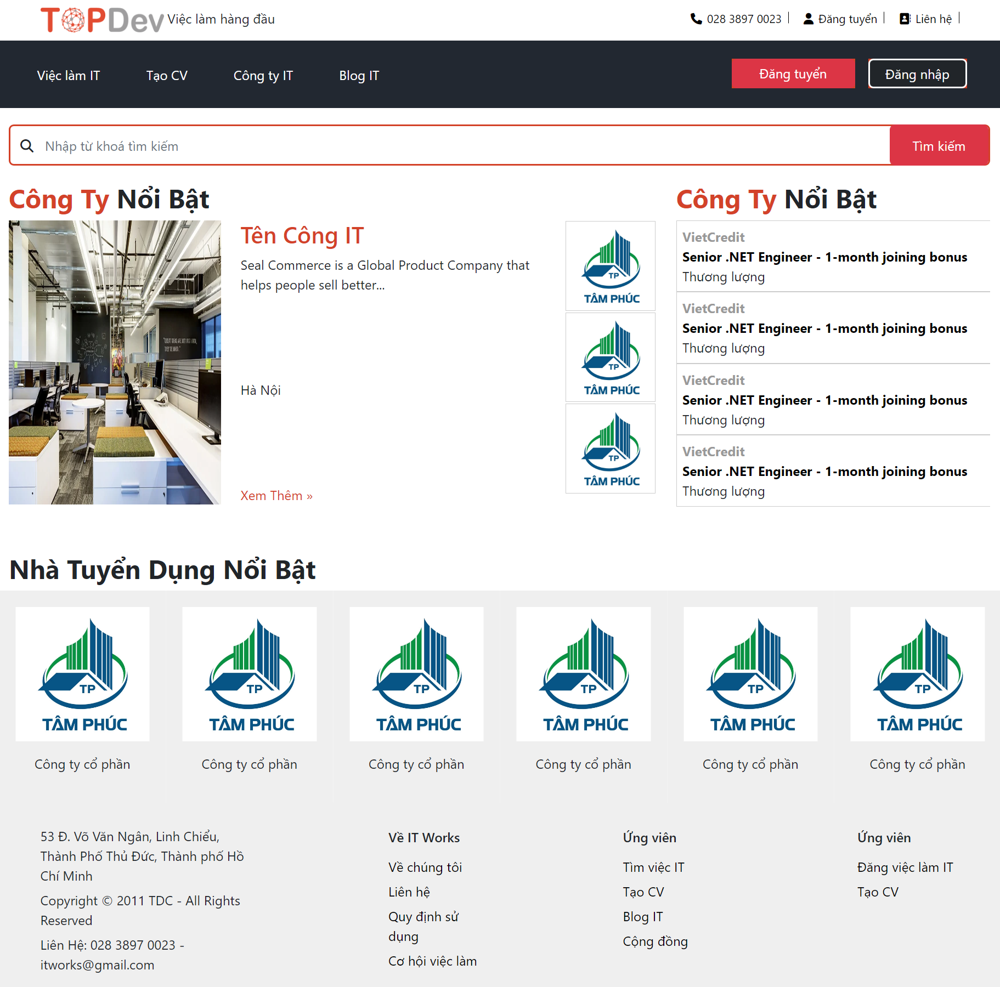 TOPDev Việc làm hàng đầu
028 3897 0023
Đăng tuyển
Liên hệ
Việc làm IT
Tạo CV
Công ty IT
Blog IT
Đăng tuyển
Đăng nhập
Nhập từ khoá tìm kiếm
Tìm kiếm
Công Ty Nổi Bật
Tên Công IT
Seal Commerce is a Global Product Company that
helps people sell better...
Hà Nội
Xem Thêm »
TP
TÂM PHÚC
TP
TÂM PHÚC
TP
TÂM PHÚC
Công Ty Nổi Bật
VietCredit
Senior .NET Engineer - 1-month joining bonus
Thương lượng
VietCredit
Senior .NET Engineer - 1-month joining bonus
Thương lượng
VietCredit
Senior .NET Engineer - 1-month joining bonus
Thương lượng
VietCredit
Senior .NET Engineer - 1-month joining bonus
Thương lượng
Nhà Tuyển Dụng Nổi Bật
TP
TÂM PHÚC
Công ty cổ phần
TP
TÂM PHÚC
Công ty cổ phần
TP
TÂM PHÚC
Công ty cổ phần
TP
TÂM PHÚC
Công ty cổ phần
TP
TÂM PHÚC
Công ty cổ phần
TP
TÂM PHÚC
Công ty cổ phần
53 Đ. Võ Văn Ngân, Linh Chiểu,
Thành Phố Thủ Đức, Thành phố Hồ
Chí Minh
Copyright © 2011 TDC - All Rights
Reserved
Liên Hệ: 028 3897 0023 -
itworks@gmail.com
Về IT Works
Về chúng tôi
Liên hệ
Quy định sử
dụng
Cơ hội việc làm
Ứng viên
Tìm việc IT
Tạo CV
Blog IT
Cộng đồng
Ứng viên
Đăng việc làm IT
Tạo CV